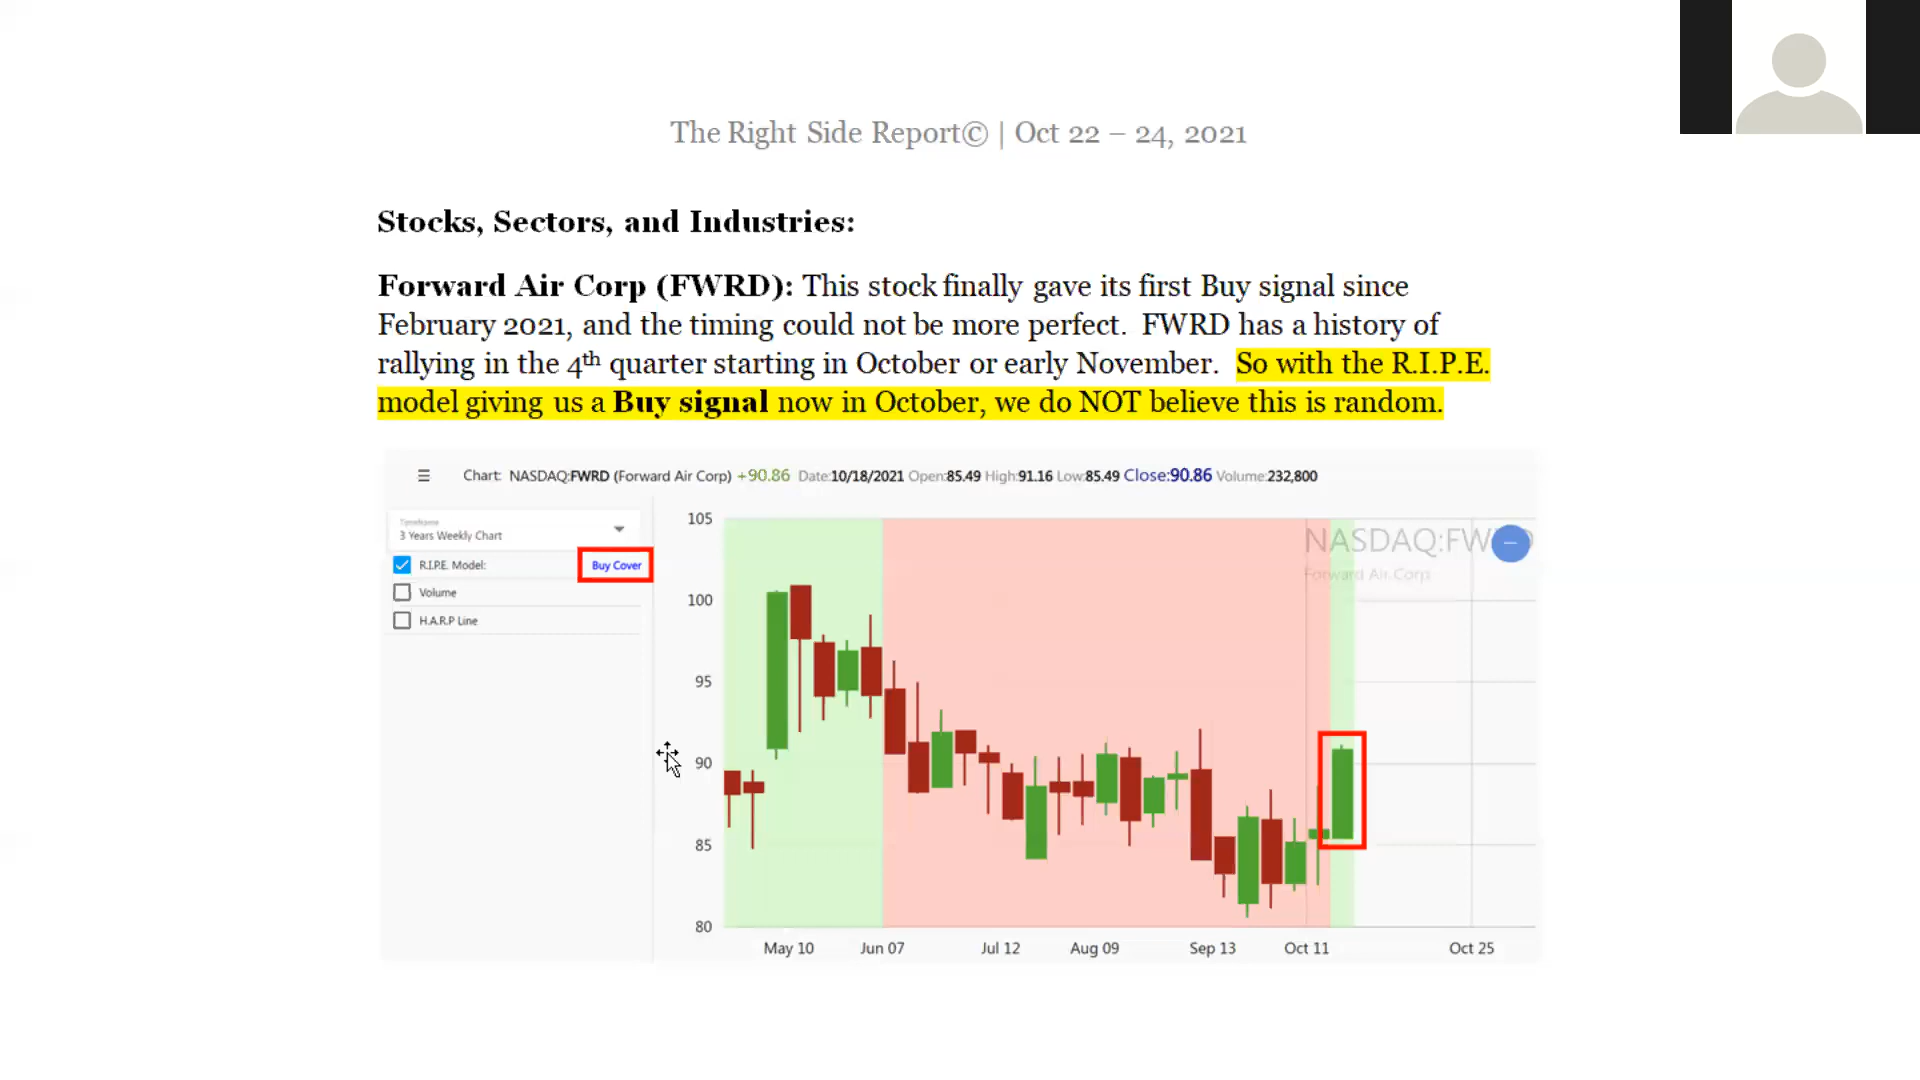 The Right Side Report© | Oct 22 – 24, 2021
Stocks, Sectors, and Industries:
Forward Air Corp (FWRD): This stock finally gave its first Buy signal since
February 2021, and the timing could not be more perfect. FWRD has a history of
rallying in the 4th quarter starting in October or early November. So with the R.I.P.E.
model giving us a Buy signal now in October, we do NOT believe this is random.
Chart: NASDAQ:FWRD (Forward Air Corp) +90.86 Date:10/18/2021 Open:85.49 High:91.16 Low:85.49 Close:90.86 Volume:232,800
Timeframe
3 Years Weekly Chart
R.I.P.E. Model: Buy Cover
Volume
H.A.R.P Line
NASDAQ:FW
Forward Air Corp
105
100
95
90
85
80
May 10 Jun 07 Jul 12 Aug 09 Sep 13 Oct 11 Oct 25